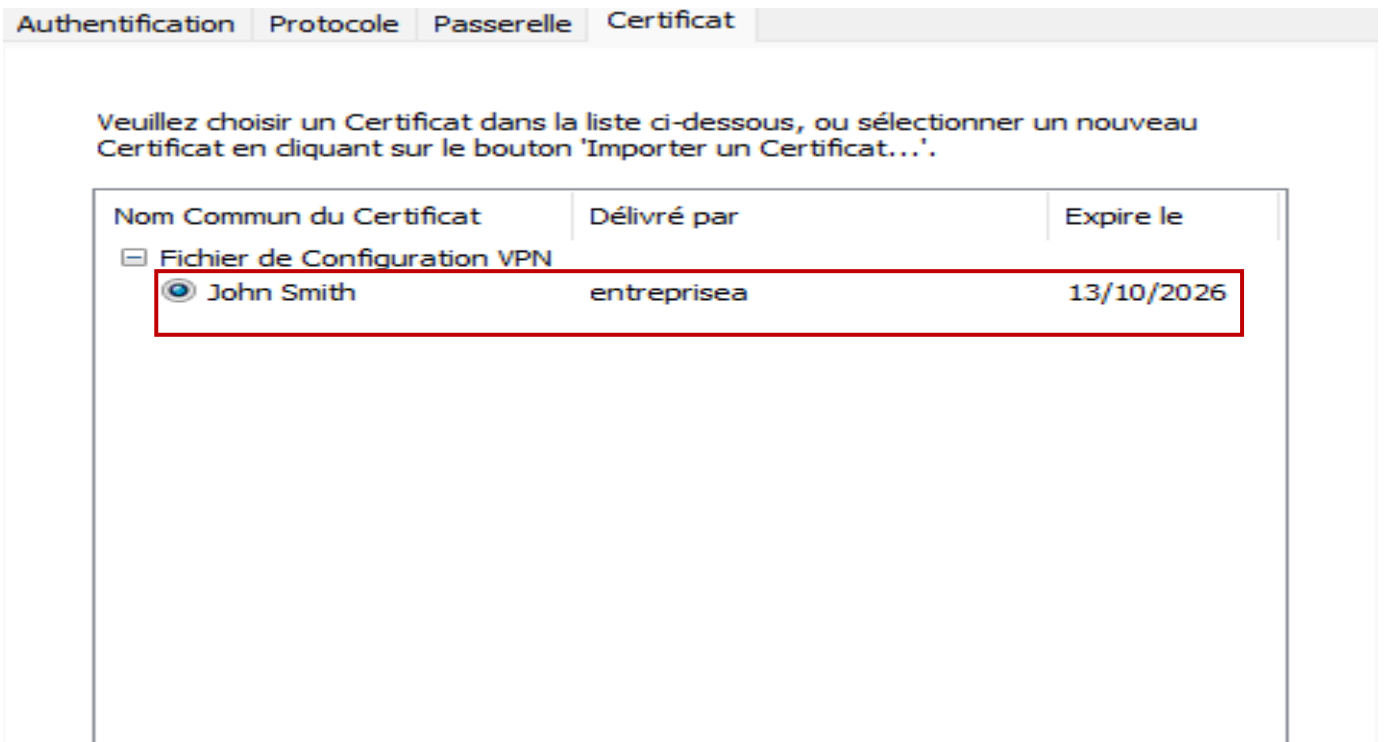 Authentification Protocole Passerelle Certificat
Veuillez choisir un Certificat dans la liste ci-dessous, ou sélectionner un nouveau
Certificat en cliquant sur le bouton 'Importer un Certificat...'.
Nom Commun du Certificat Délivré par Expire le
Fichier de Configuration VPN
John Smith entreprisea 13/10/2026